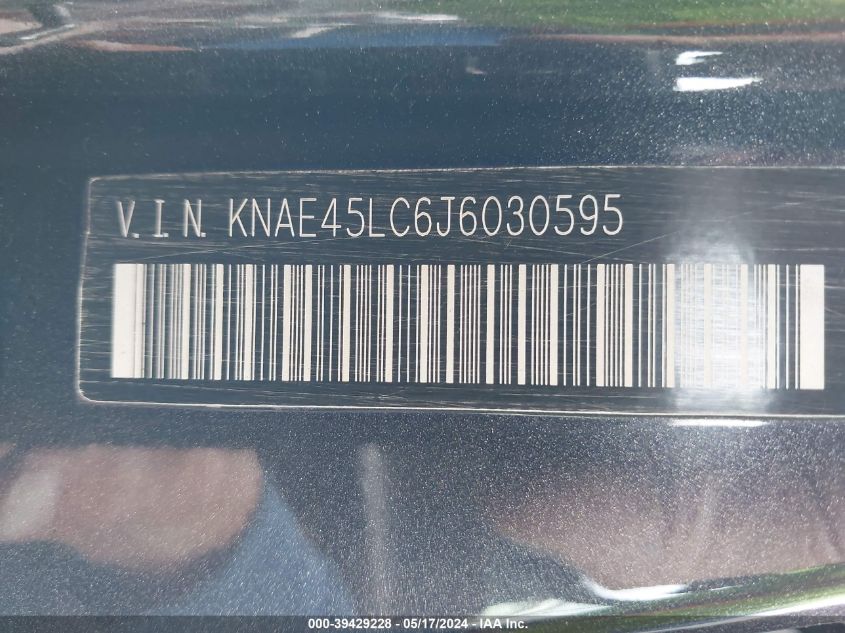 V.I.N. KNAE45LC6J6030595
000-39429228 - 05/17/2024 - IAA Inc.